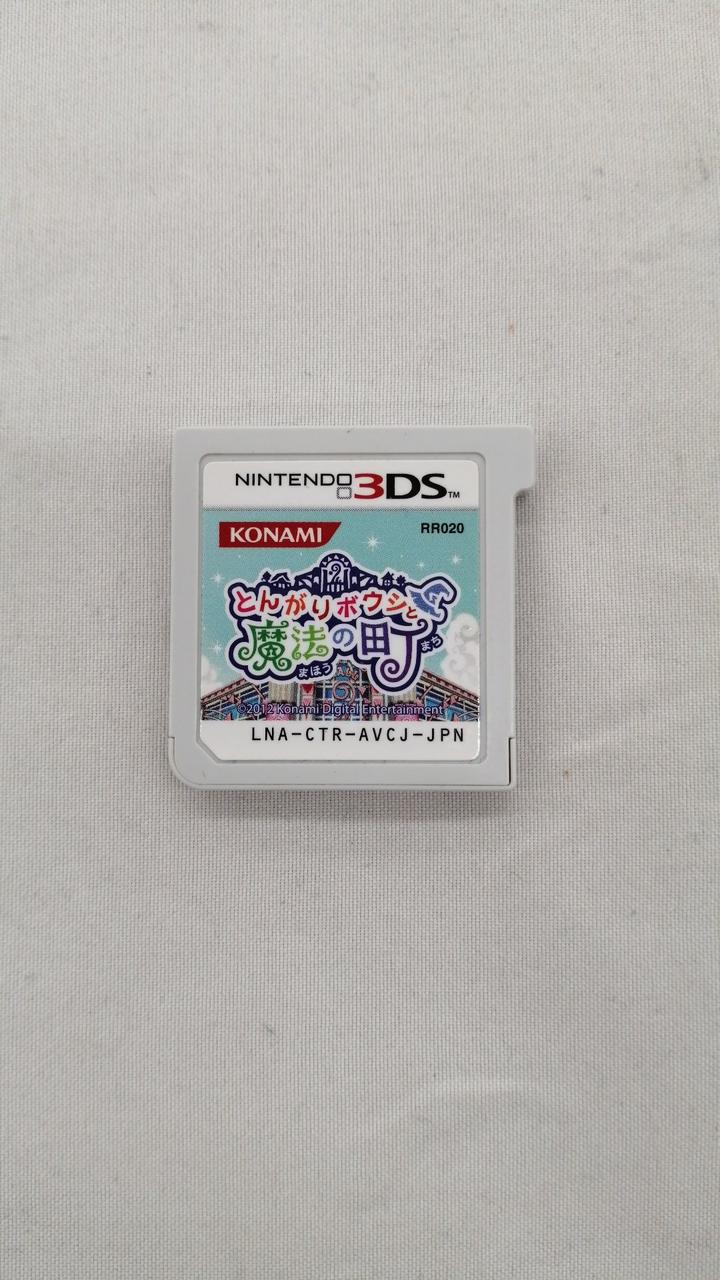 NINTENDO 3DS TM
KONAMI
RR020
とんがりボウシと
魔法の町
まほう
まち
©2012 Konami Digital Entertainment
LNA-CTR-AVCJ-JPN